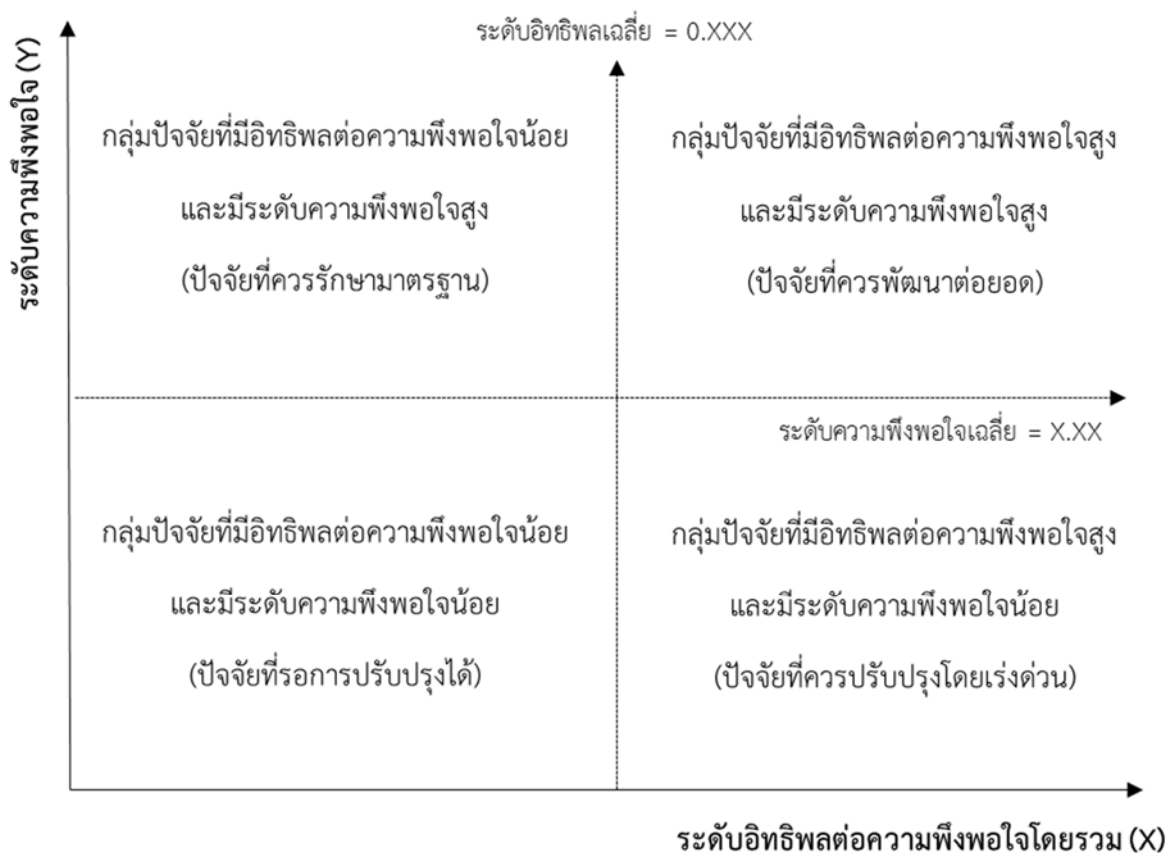 ระดับความพึงพอใจ (Y)
ระดับอิทธิพลเฉลี่ย = 0.XXX
กลุ่มปัจจัยที่มีอิทธิพลต่อความพึงพอใจน้อย
และมีระดับความพึงพอใจสูง
(ปัจจัยที่ควรรักษามาตรฐาน)
กลุ่มปัจจัยที่มีอิทธิพลต่อความพึงพอใจสูง
และมีระดับความพึงพอใจสูง
(ปัจจัยที่ควรพัฒนาต่อยอด)
ระดับความพึงพอใจเฉลี่ย = X.XX
กลุ่มปัจจัยที่มีอิทธิพลต่อความพึงพอใจน้อย
และมีระดับความพึงพอใจน้อย
(ปัจจัยที่รอการปรับปรุงได้)
กลุ่มปัจจัยที่มีอิทธิพลต่อความพึงพอใจสูง
และมีระดับความพึงพอใจน้อย
(ปัจจัยที่ควรปรับปรุงโดยเร่งด่วน)
ระดับอิทธิพลต่อความพึงพอใจโดยรวม (X)